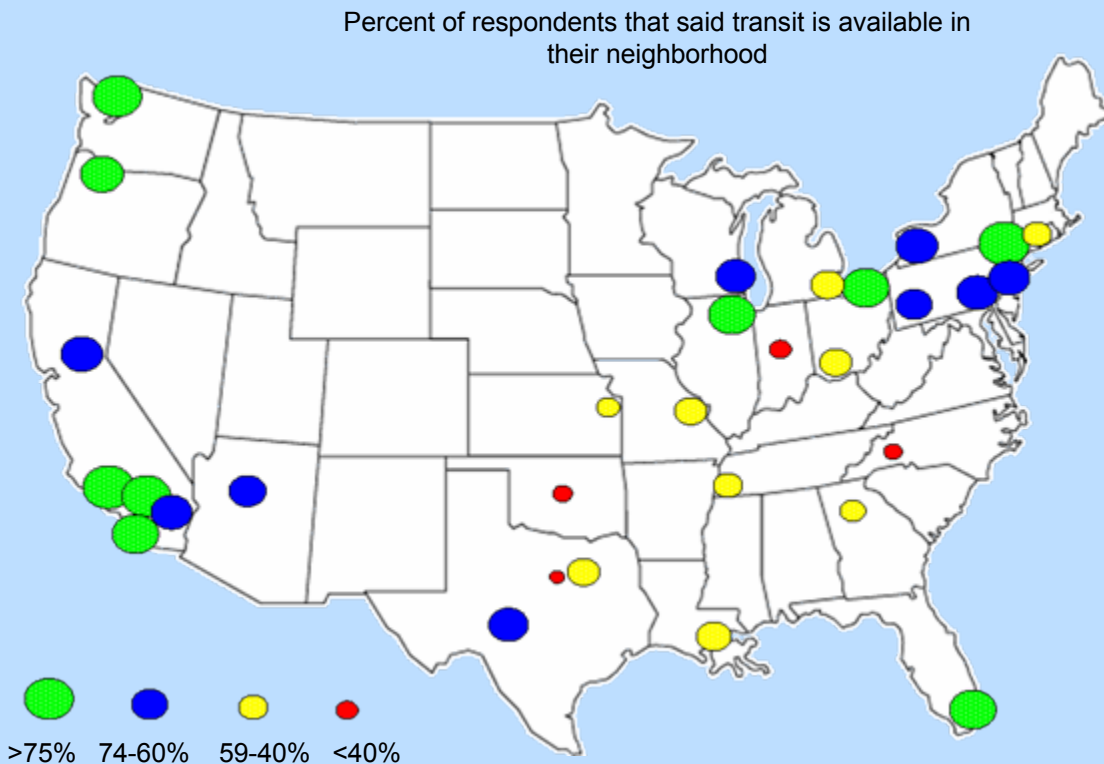 Percent of respondents that said transit is available in
their neighborhood
>75% 74-60% 59-40% <40%